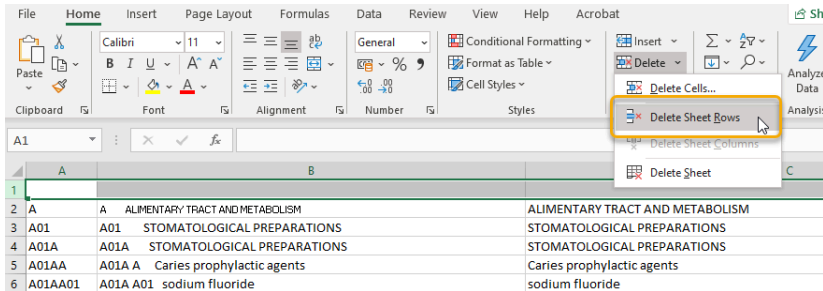 File Home Insert Page Layout Formulas Data Review View Help Acrobat Sh
Calibri 11 A^ Aˇ ab General Conditional Formatting Insert Σ
Paste B I U A A % 9 Format as Table Delete Analyze
Cell Styles Delete Cells... Data
Clipboard Font Alignment Number Styles Delete Sheet Rows Analysis
A1 fx Delete Sheet Columns
A B C
Delete Sheet
1
2 A A ALIMENTARY TRACT AND METABOLISM ALIMENTARY TRACT AND METABOLISM
3 A01 A01 STOMATOLOGICAL PREPARATIONS STOMATOLOGICAL PREPARATIONS
4 A01A A01A STOMATOLOGICAL PREPARATIONS STOMATOLOGICAL PREPARATIONS
5 A01AA A01A A Caries prophylactic agents Caries prophylactic agents
6 A01AA01 A01A A01 sodium fluoride sodium fluoride